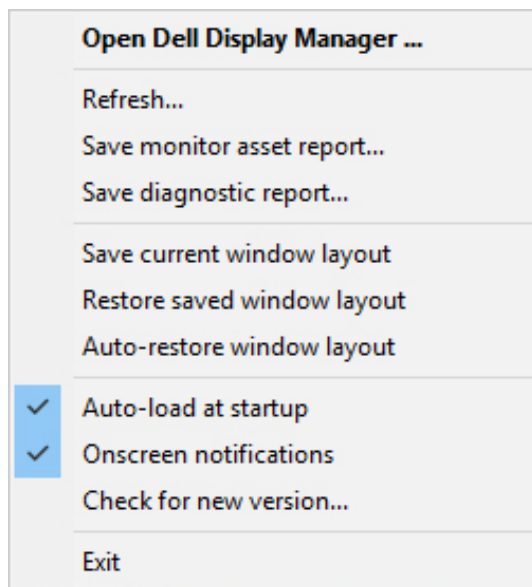 Open Dell Display Manager ...
Refresh...
Save monitor asset report...
Save diagnostic report...
Save current window layout
Restore saved window layout
Auto-restore window layout
Auto-load at startup
Onscreen notifications
Check for new version...
Exit